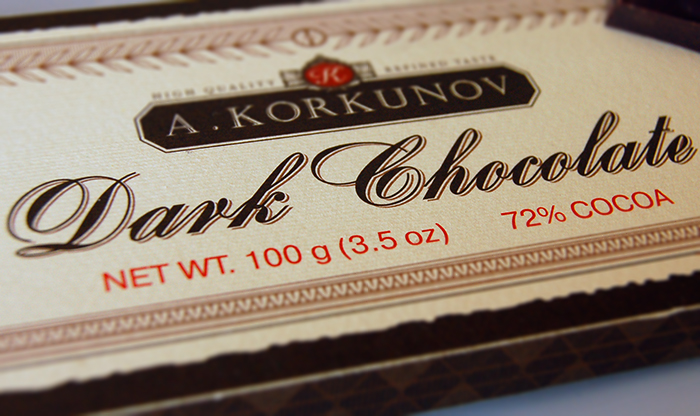 HIGH QUALITY K REFINED TASTE
A. KORKUNOV
Dark Chocolate
NET WT. 100 g (3.5 oz) 72% COCOA